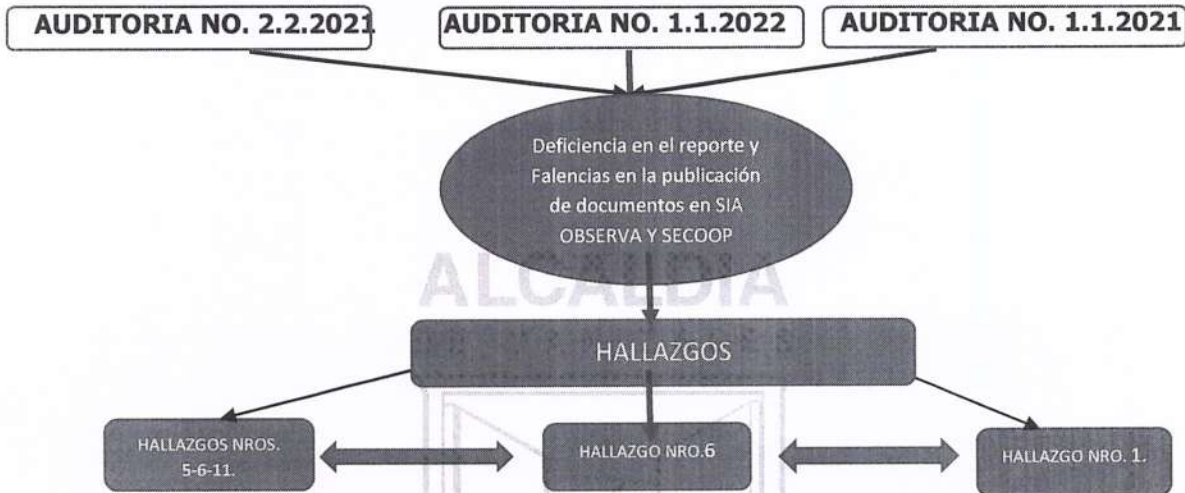 AUDITORIA NO. 2.2.2021
AUDITORIA NO. 1.1.2022
AUDITORIA NO. 1.1.2021
Deficiencia en el reporte y
Falencias en la publicación
de documentos en SIA
OBSERVA Y SECOOP
ALCALDIA
HALLAZGOS
HALLAZGOS NROS.
5-6-11.
HALLAZGO NRO.6
HALLAZGO NRO. 1.